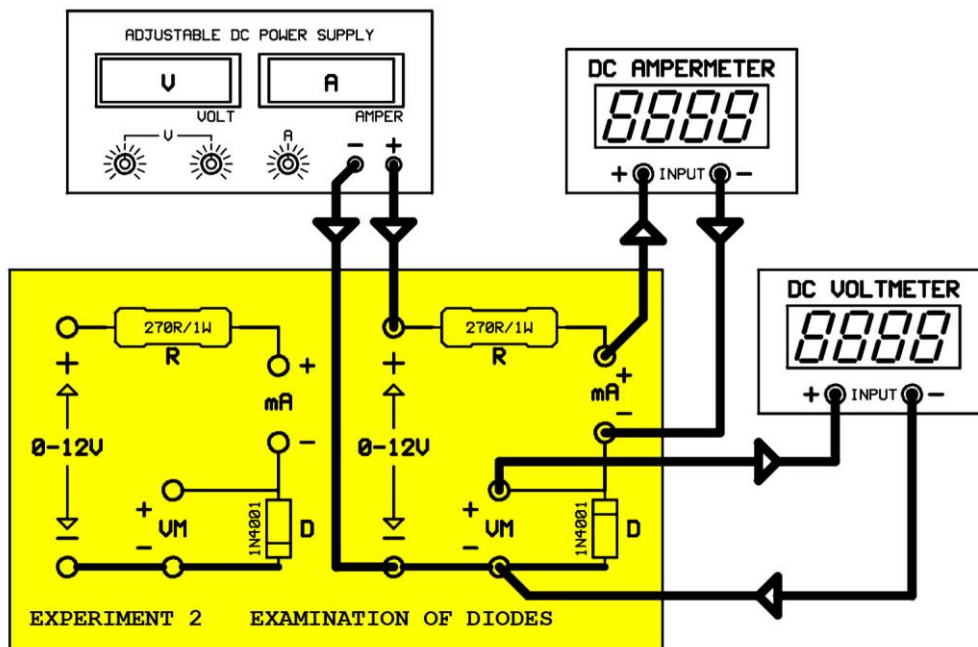 ADJUSTABLE DC POWER SUPPLY
V
A
VOLT
AMPER
V
A
- +
DC AMPERMETER
8888
+ INPUT -
DC VOLTMETER
8888
+ INPUT -
270R/1W
R
+
+
mA
-
0-12V
+
VM
-
1N4001
D
-
270R/1W
R
+
+
mA
-
0-12V
+
VM
-
1N4001
D
-
EXPERIMENT 2 EXAMINATION OF DIODES